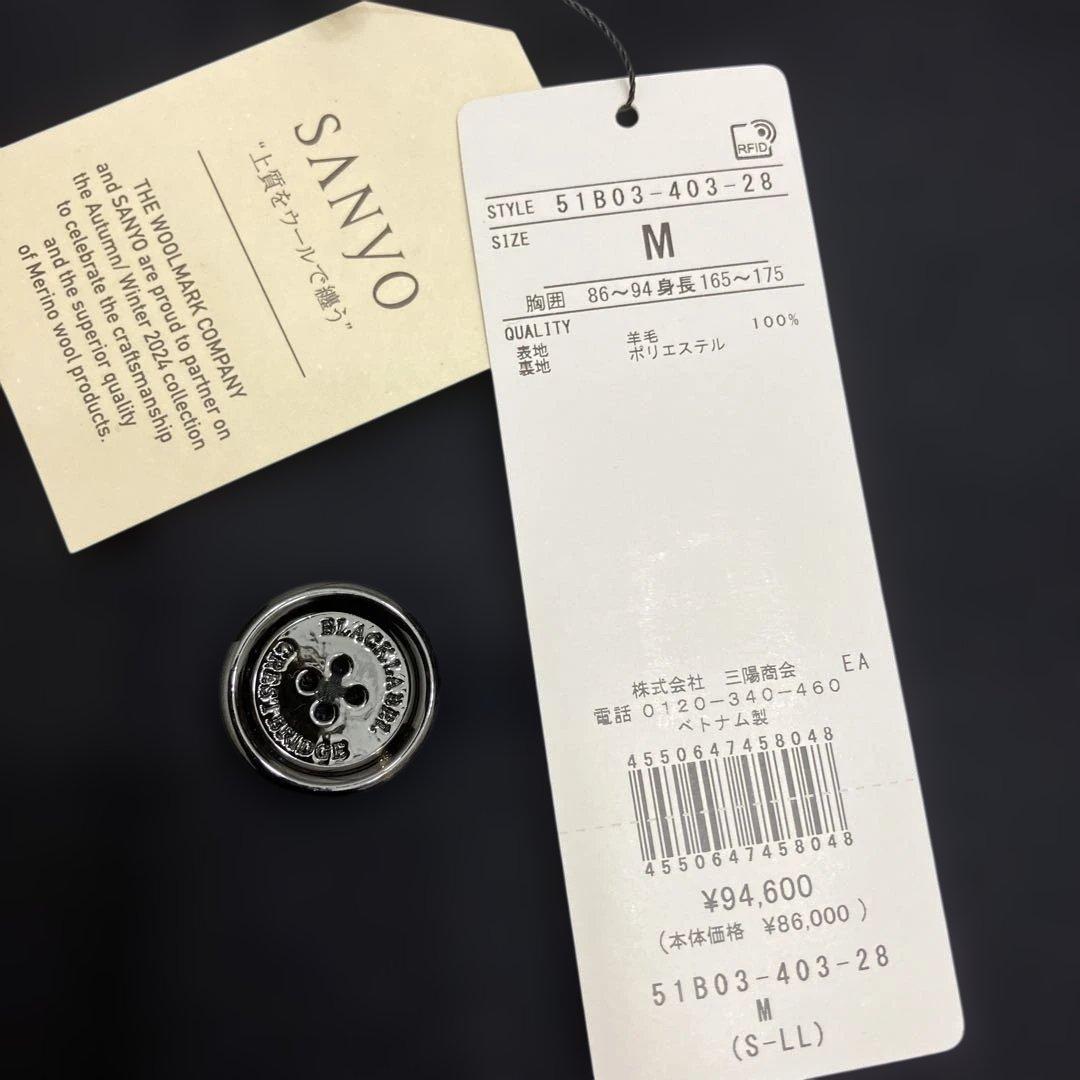 SANYO
“上質をウールで纏う”
THE WOOLMARK COMPANY
and SANYO are proud to partner on
the Autumn/ Winter 2024 collection
to celebrate the craftsmanship
and the superior quality
of Merino wool products.
RFID
STYLE 51B03-403-28
SIZE M
胸囲 86～94身長165～175
QUALITY
表地 羊毛 100%
裏地 ポリエステル
株式会社 三陽商会 EA
電話 0120-340-460
ベトナム製
4550647458048
4550647458048
¥94,600
(本体価格 ¥86,000 )
51B03-403-28
M
(S-LL)
BLACK LABEL
CRESTBRIDGE